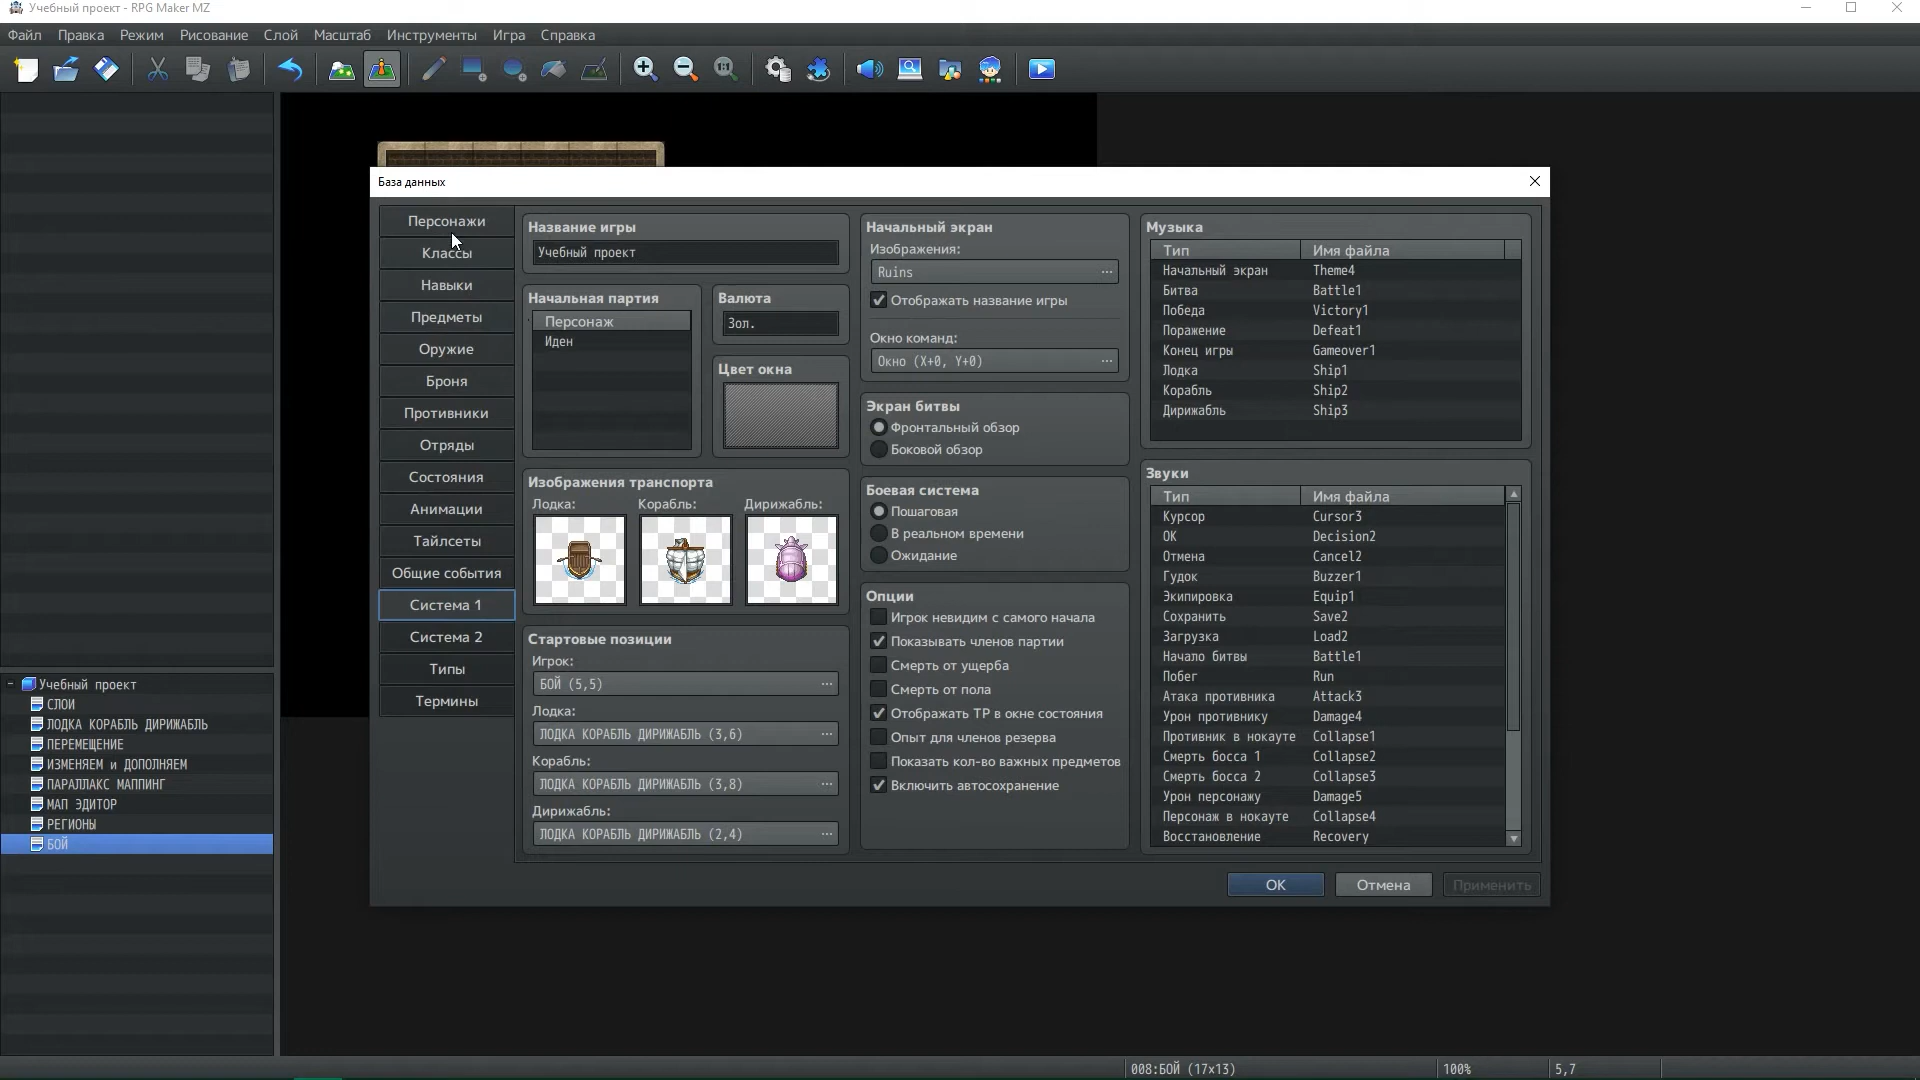 Учебный проект - RPG Maker MZ
Файл Правка Режим Рисование Слой Масштаб Инструменты Игра Справка
1:1
База данных
Персонажи
Классы
Навыки
Предметы
Оружие
Броня
Противники
Отряды
Состояния
Анимации
Тайлсеты
Общие события
Система 1
Система 2
Типы
Термины
Название игры
Учебный проект
Начальная партия
Персонаж
Иден
Валюта
Зол.
Цвет окна
Изображения транспорта
Лодка: Корабль: Дирижабль:
Стартовые позиции
Игрок:
БОЙ (5,5) ...
Лодка:
ЛОДКА КОРАБЛЬ ДИРИЖАБЛЬ (3,6) ...
Корабль:
ЛОДКА КОРАБЛЬ ДИРИЖАБЛЬ (3,8) ...
Дирижабль:
ЛОДКА КОРАБЛЬ ДИРИЖАБЛЬ (2,4) ...
Начальный экран
Изображения:
Ruins ...
Отображать название игры
Окно команд:
Окно (X+0, Y+0) ...
Экран битвы
Фронтальный обзор
Боковой обзор
Боевая система
Пошаговая
В реальном времени
Ожидание
Опции
Игрок невидим с самого начала
Показывать членов партии
Смерть от ущерба
Смерть от пола
Отображать TP в окне состояния
Опыт для членов резерва
Показать кол-во важных предметов
Включить автосохранение
Музыка
Тип Имя файла
Начальный экран Theme4
Битва Battle1
Победа Victory1
Поражение Defeat1
Конец игры Gameover1
Лодка Ship1
Корабль Ship2
Дирижабль Ship3
Звуки
Тип Имя файла
Курсор Cursor3
ОК Decision2
Отмена Cancel2
Гудок Buzzer1
Экипировка Equip1
Сохранить Save2
Загрузка Load2
Начало битвы Battle1
Побег Run
Атака противника Attack3
Урон противнику Damage4
Противник в нокауте Collapse1
Смерть босса 1 Collapse2
Смерть босса 2 Collapse3
Урон персонажу Damage5
Персонаж в нокауте Collapse4
Восстановление Recovery
OK Отмена Применить
Учебный проект
СЛОИ
ЛОДКА КОРАБЛЬ ДИРИЖАБЛЬ
ПЕРЕМЕЩЕНИЕ
ИЗМЕНЯЕМ и ДОПОЛНЯЕМ
ПАРАЛЛАКС МАППИНГ
МАП ЭДИТОР
РЕГИОНЫ
БОЙ
008:БОЙ (17x13) 100% 5,7